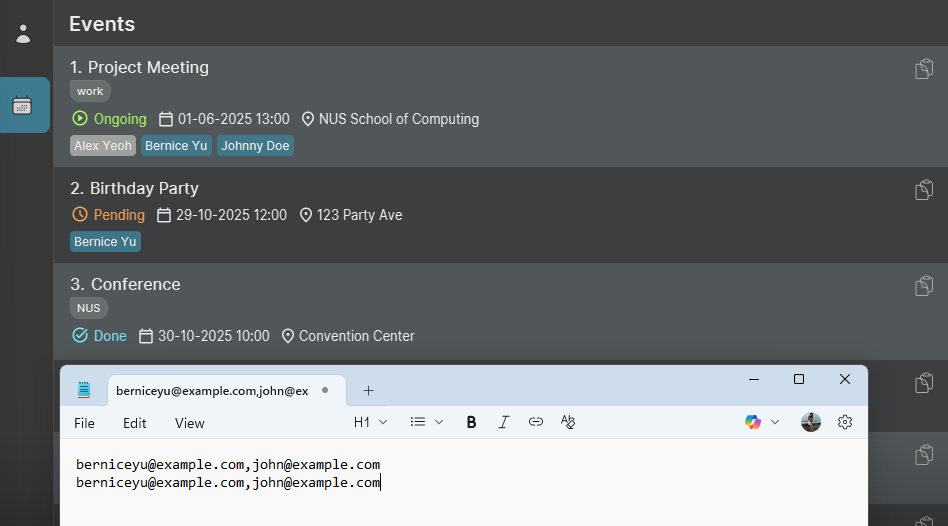 Events
1. Project Meeting
work
Ongoing 01-06-2025 13:00 NUS School of Computing
Alex Yeoh Bernice Yu Johnny Doe
2. Birthday Party
Pending 29-10-2025 12:00 123 Party Ave
Bernice Yu
3. Conference
NUS
Done 30-10-2025 10:00 Convention Center
berniceyu@example.com,john@ex
File Edit View H1 B I
berniceyu@example.com,john@example.com
berniceyu@example.com,john@example.com